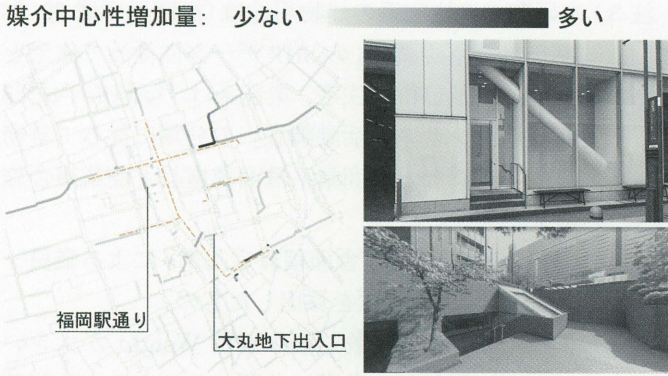 媒介中心性増加量： 少ない 多い
福岡駅通り
大丸地下出入口